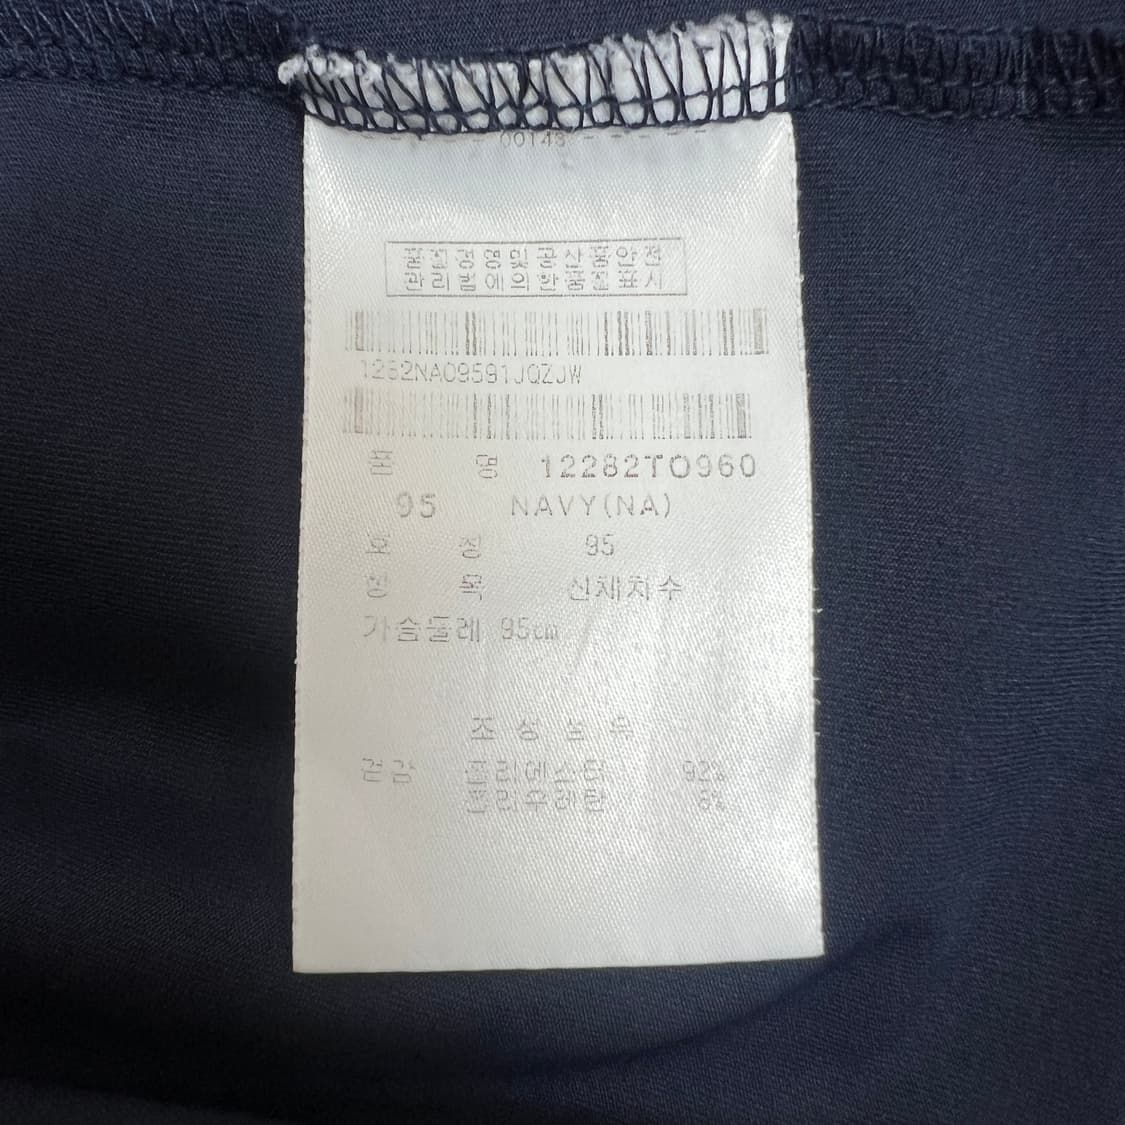 00143
품질경영및공산품안전
관리법에의한품질표시
1282NA09591JQZJW
품 명 12282TO960
95 NAVY(NA)
호 칭 95
항 목 신체치수
가슴둘레 95cm
조 성 섬 유
겉감 폴리에스터 92%
폴리우레탄 8%